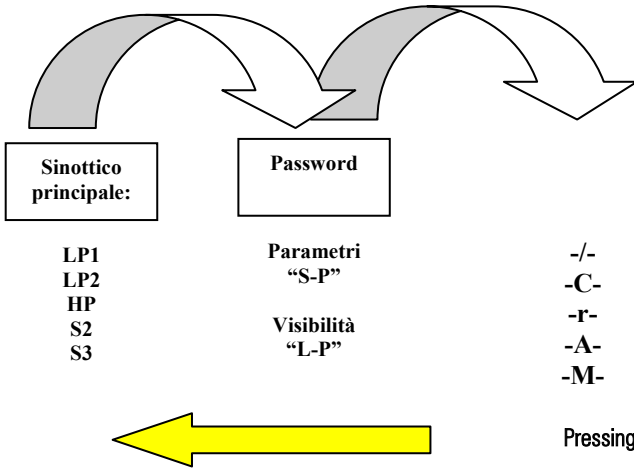 Sinottico
principale:
Password
LP1
LP2
HP
S2
S3
Parametri
“S-P”
Visibilità
“L-P”
-/-
-C-
-r-
-A-
-M-
Pressing